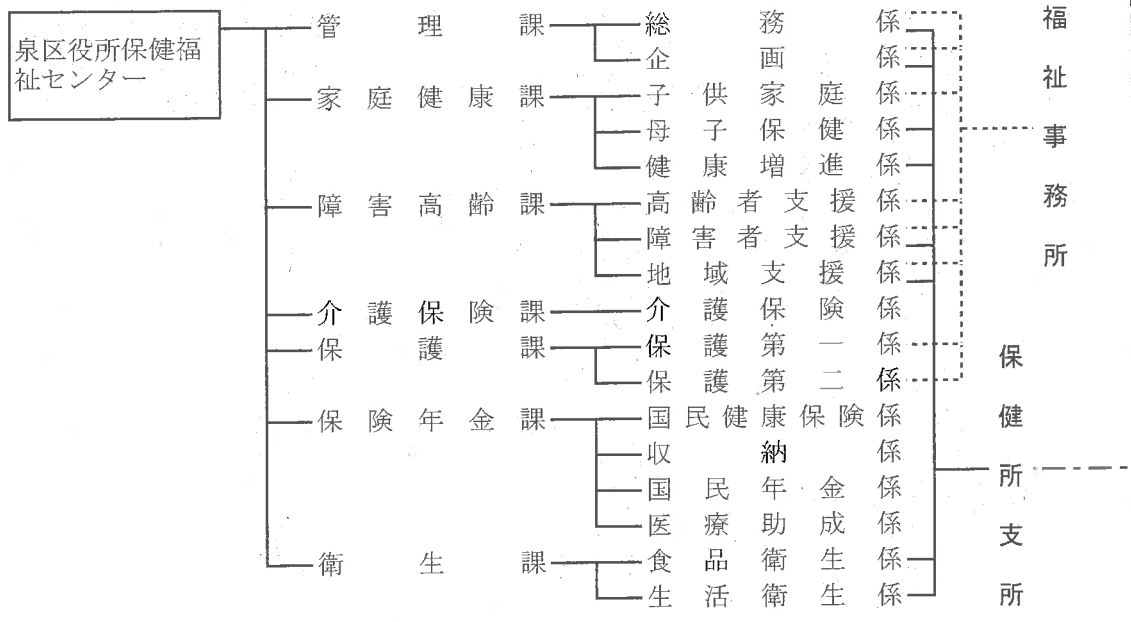 泉区役所保健福
祉センター
管理課
総務係
企画係
家庭健康課
子供家庭係
母子保健係
健康増進係
障害高齢課
高齢者支援係
障害者支援係
地域支援係
介護保険課
介護保険係
保護課
保護第一係
保護第二係
保険年金課
国民健康保険係
収納係
国民年金係
医療助成係
衛生課
食品衛生係
生活衛生係
福祉事務所
保健所支所